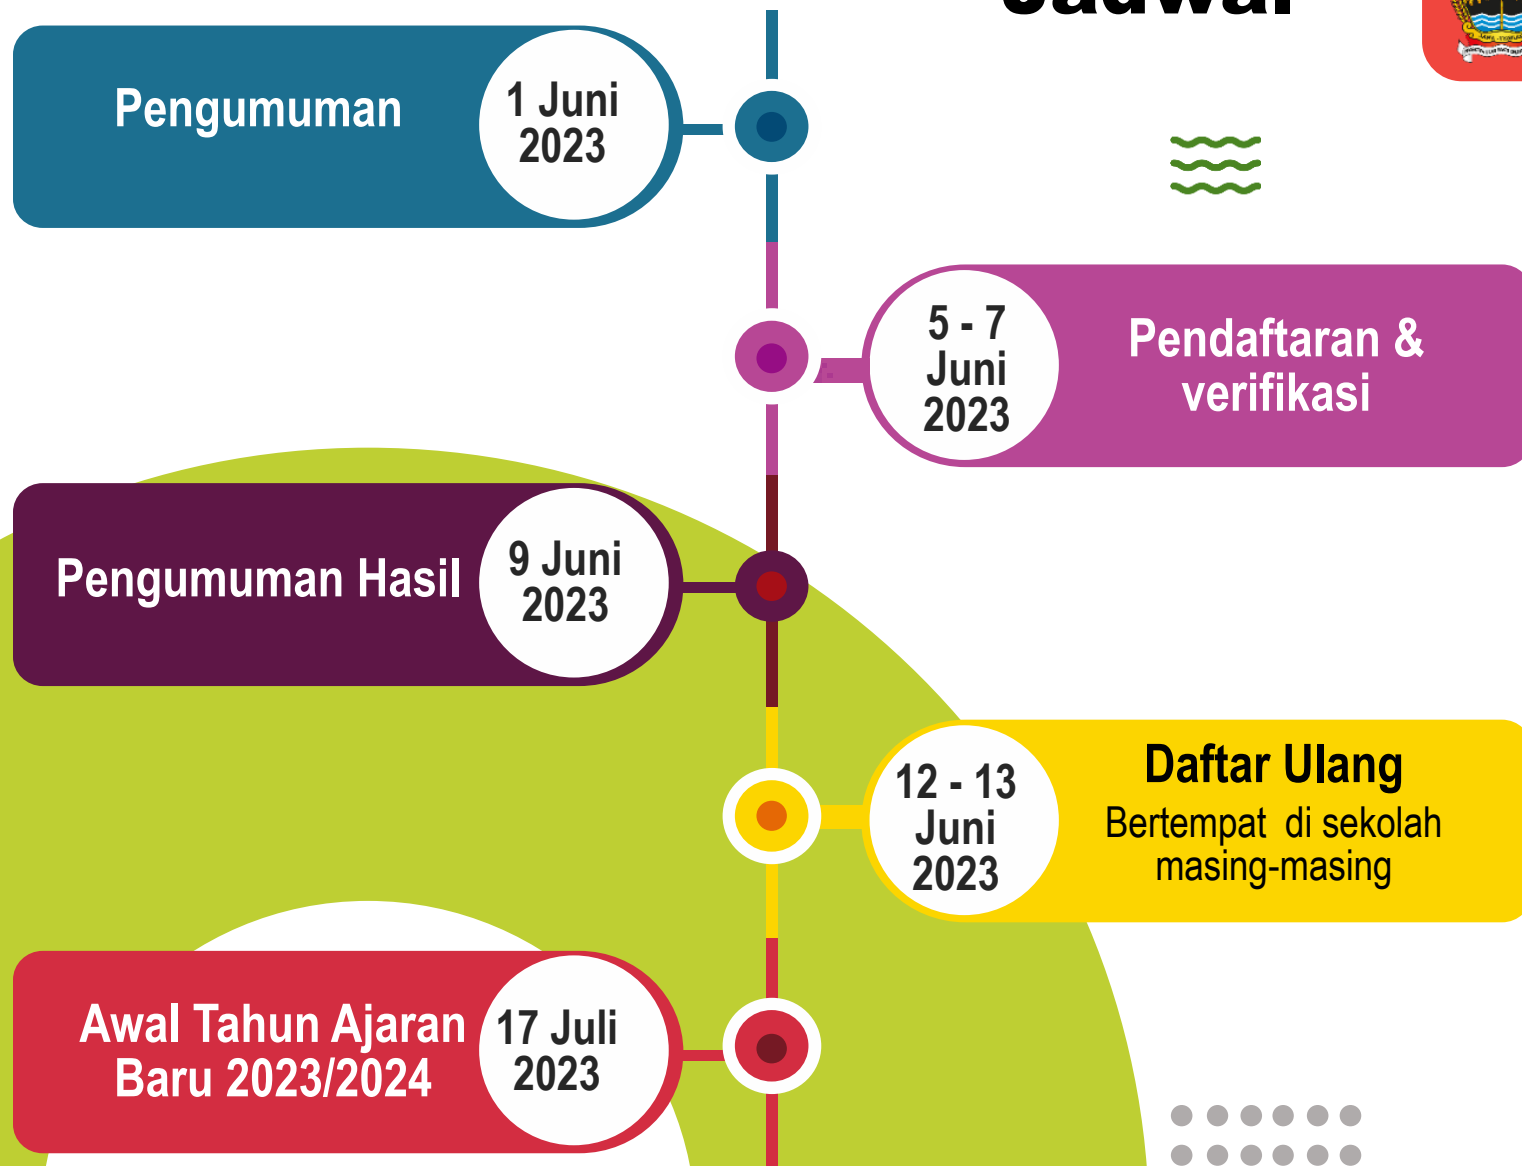 Jadwal
Pengumuman
1 Juni
2023
5 - 7
Juni
2023
Pendaftaran &
verifikasi
Pengumuman Hasil
9 Juni
2023
12 - 13
Juni
2023
Daftar Ulang
Bertempat di sekolah
masing-masing
Awal Tahun Ajaran
Baru 2023/2024
17 Juli
2023